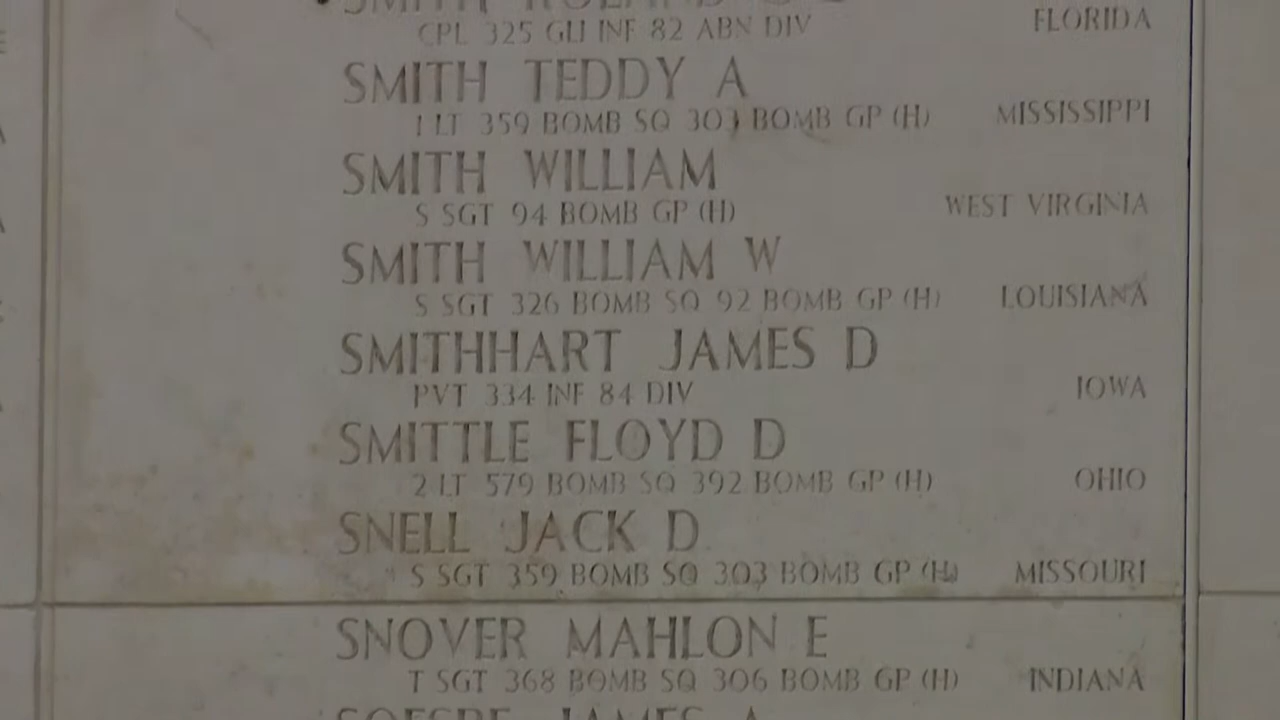 SMITH ROLAND
CPL 325 GLI INF 82 ABN DIV FLORIDA
SMITH TEDDY A
1 LT 359 BOMB SQ 303 BOMB GP (H) MISSISSIPPI
SMITH WILLIAM
S SGT 94 BOMB GP (H) WEST VIRGINIA
SMITH WILLIAM W
S SGT 326 BOMB SQ 92 BOMB GP (H) LOUISIANA
SMITHHART JAMES D
PVT 334 INF 84 DIV IOWA
SMITTLE FLOYD D
2 LT 579 BOMB SQ 392 BOMB GP (H) OHIO
SNELL JACK D
S SGT 359 BOMB SQ 303 BOMB GP (H) MISSOURI
SNOVER MAHLON E
T SGT 368 BOMB SQ 306 BOMB GP (H) INDIANA
JAMES A